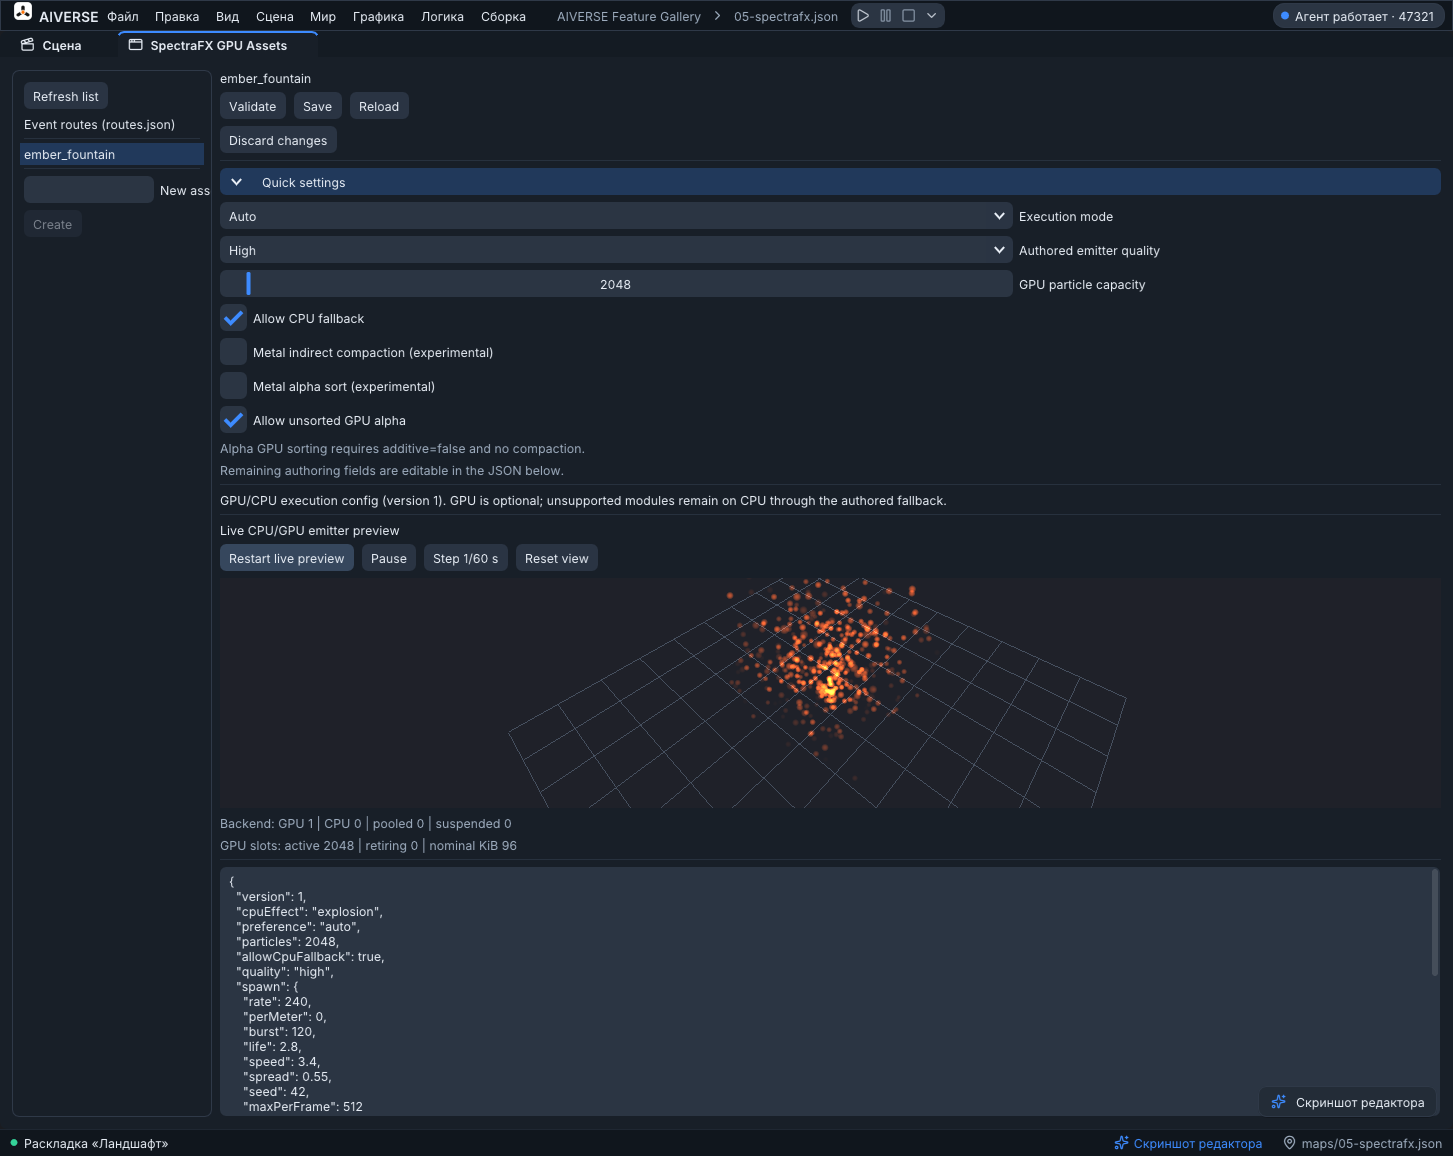 AIVERSE Файл Правка Вид Сцена Мир Графика Логика Сборка AIVERSE Feature Gallery 05-spectrafx.json Агент работает · 47321
Сцена SpectraFX GPU Assets
Refresh list
Event routes (routes.json)
ember_fountain
New ass
Create
ember_fountain
Validate Save Reload
Discard changes
Quick settings
Auto Execution mode
High Authored emitter quality
2048 GPU particle capacity
Allow CPU fallback
Metal indirect compaction (experimental)
Metal alpha sort (experimental)
Allow unsorted GPU alpha
Alpha GPU sorting requires additive=false and no compaction.
Remaining authoring fields are editable in the JSON below.
GPU/CPU execution config (version 1). GPU is optional; unsupported modules remain on CPU through the authored fallback.
Live CPU/GPU emitter preview
Restart live preview Pause Step 1/60 s Reset view
Backend: GPU 1 | CPU 0 | pooled 0 | suspended 0
GPU slots: active 2048 | retiring 0 | nominal KiB 96
{
"version": 1,
"cpuEffect": "explosion",
"preference": "auto",
"particles": 2048,
"allowCpuFallback": true,
"quality": "high",
"spawn": {
"rate": 240,
"perMeter": 0,
"burst": 120,
"life": 2.8,
"speed": 3.4,
"spread": 0.55,
"seed": 42,
"maxPerFrame": 512
Скриншот редактора
Раскладка «Ландшафт» Скриншот редактора maps/05-spectrafx.json